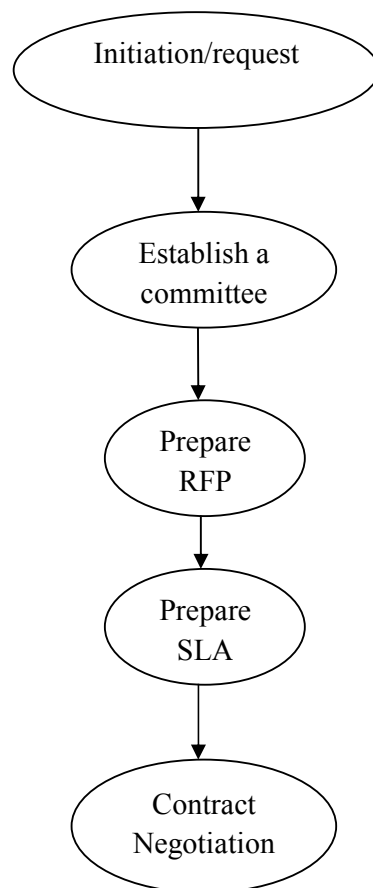 Initiation/request
Establish a
committee
Prepare
RFP
Prepare
SLA
Contract
Negotiation